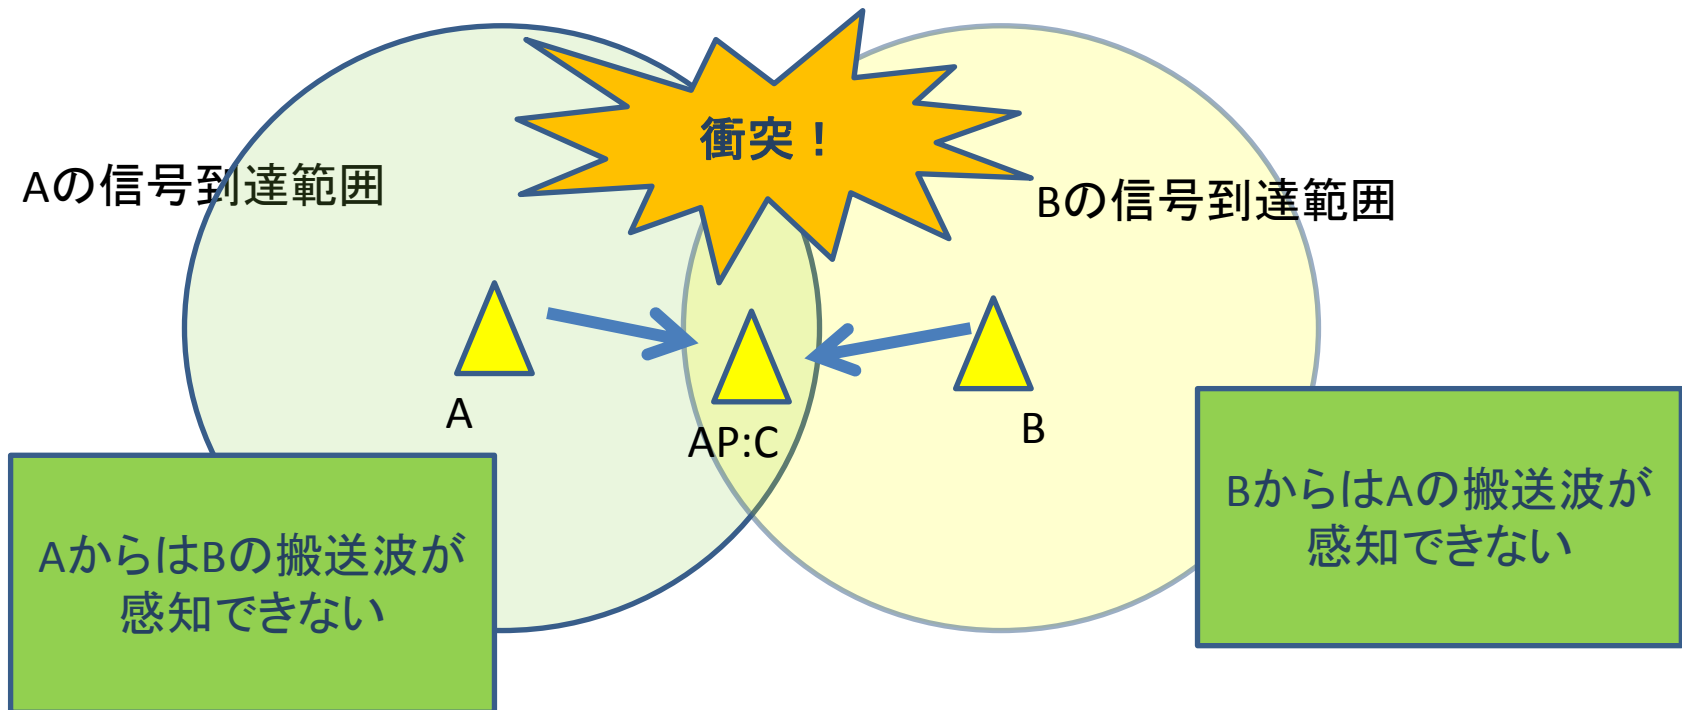 衝突！
Aの信号到達範囲
Bの信号到達範囲
A
AP:C
B
AからはBの搬送波が
感知できない
BからはAの搬送波が
感知できない